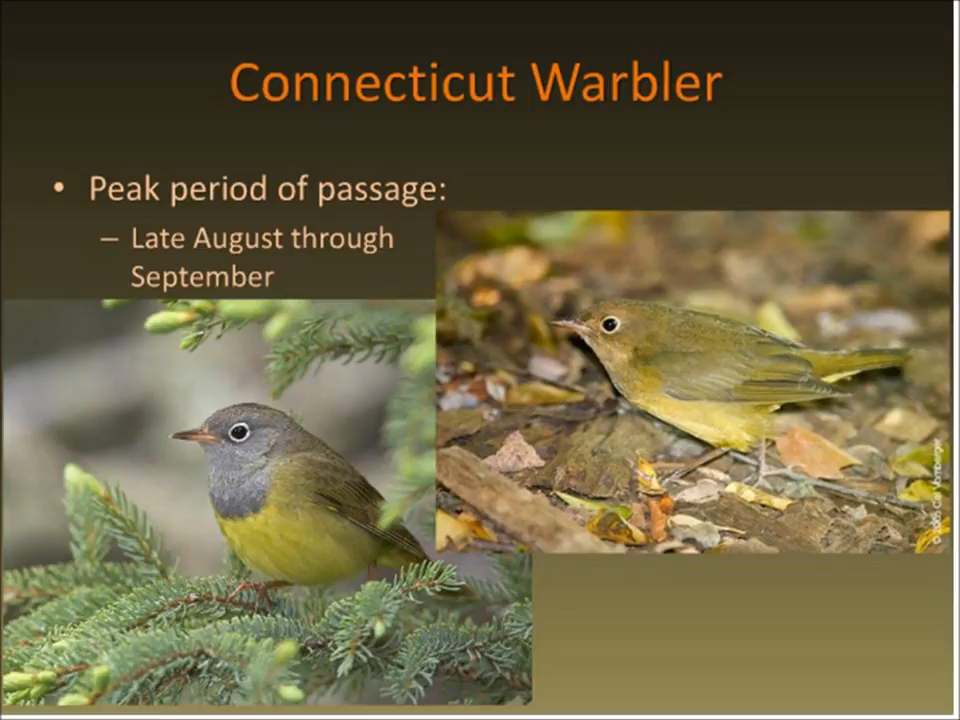 Connecticut Warbler
• Peak period of passage:
– Late August through
September